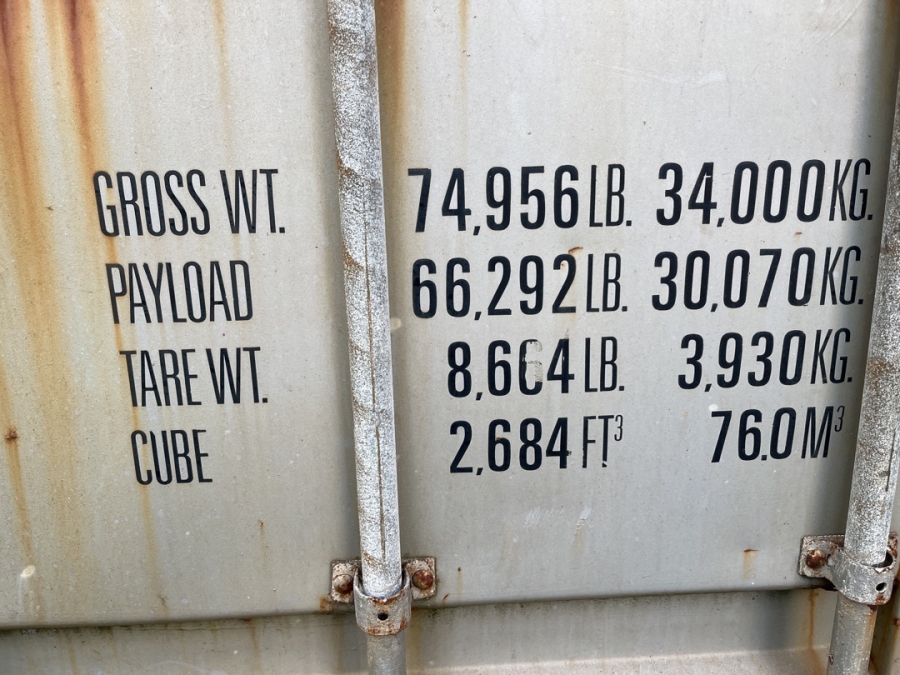 GROSS WT. 74,956 LB. 34,000 KG.
PAYLOAD 66,292 LB. 30,070 KG.
TARE WT. 8,664 LB. 3,930 KG.
CUBE 2,684 FT³ 76.0 M³